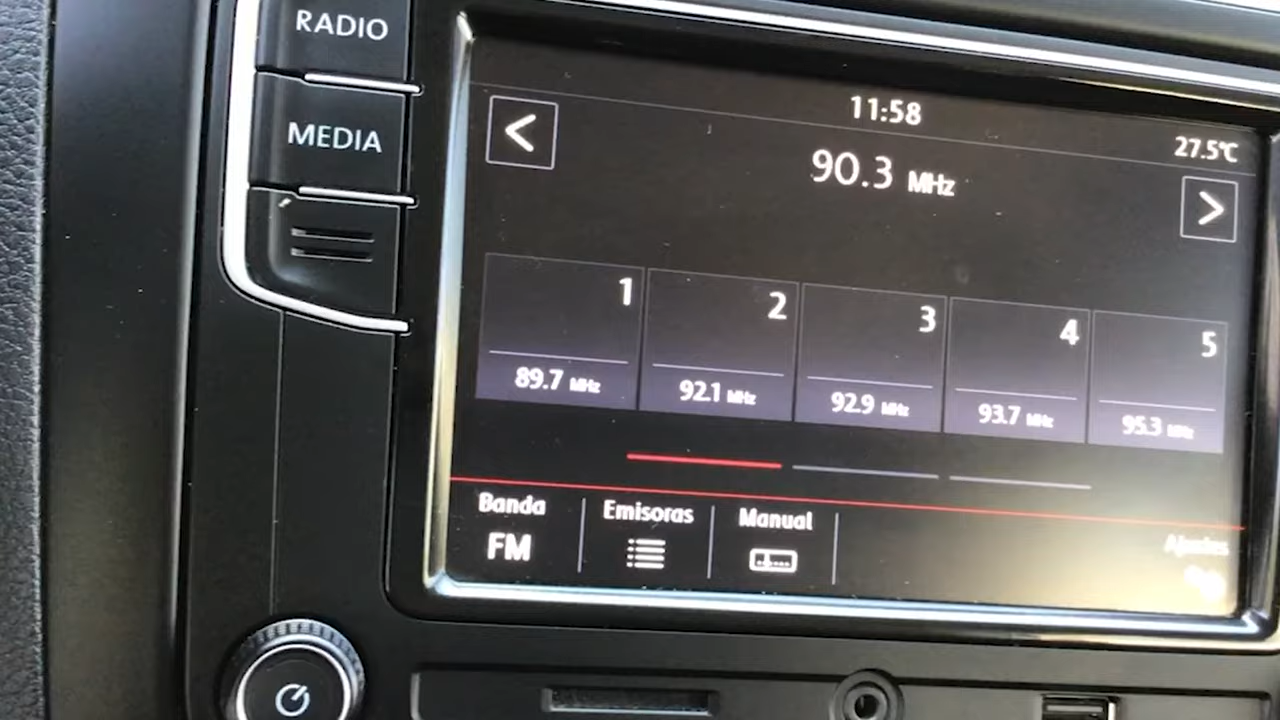 RADIO
MEDIA
11:58
27.5°C
90.3 MHz
1
2
3
4
5
89.7 MHz
92.1 MHz
92.9 MHz
93.7 MHz
95.3 MHz
Banda
Emisoras
Manual
Ajustes
FM